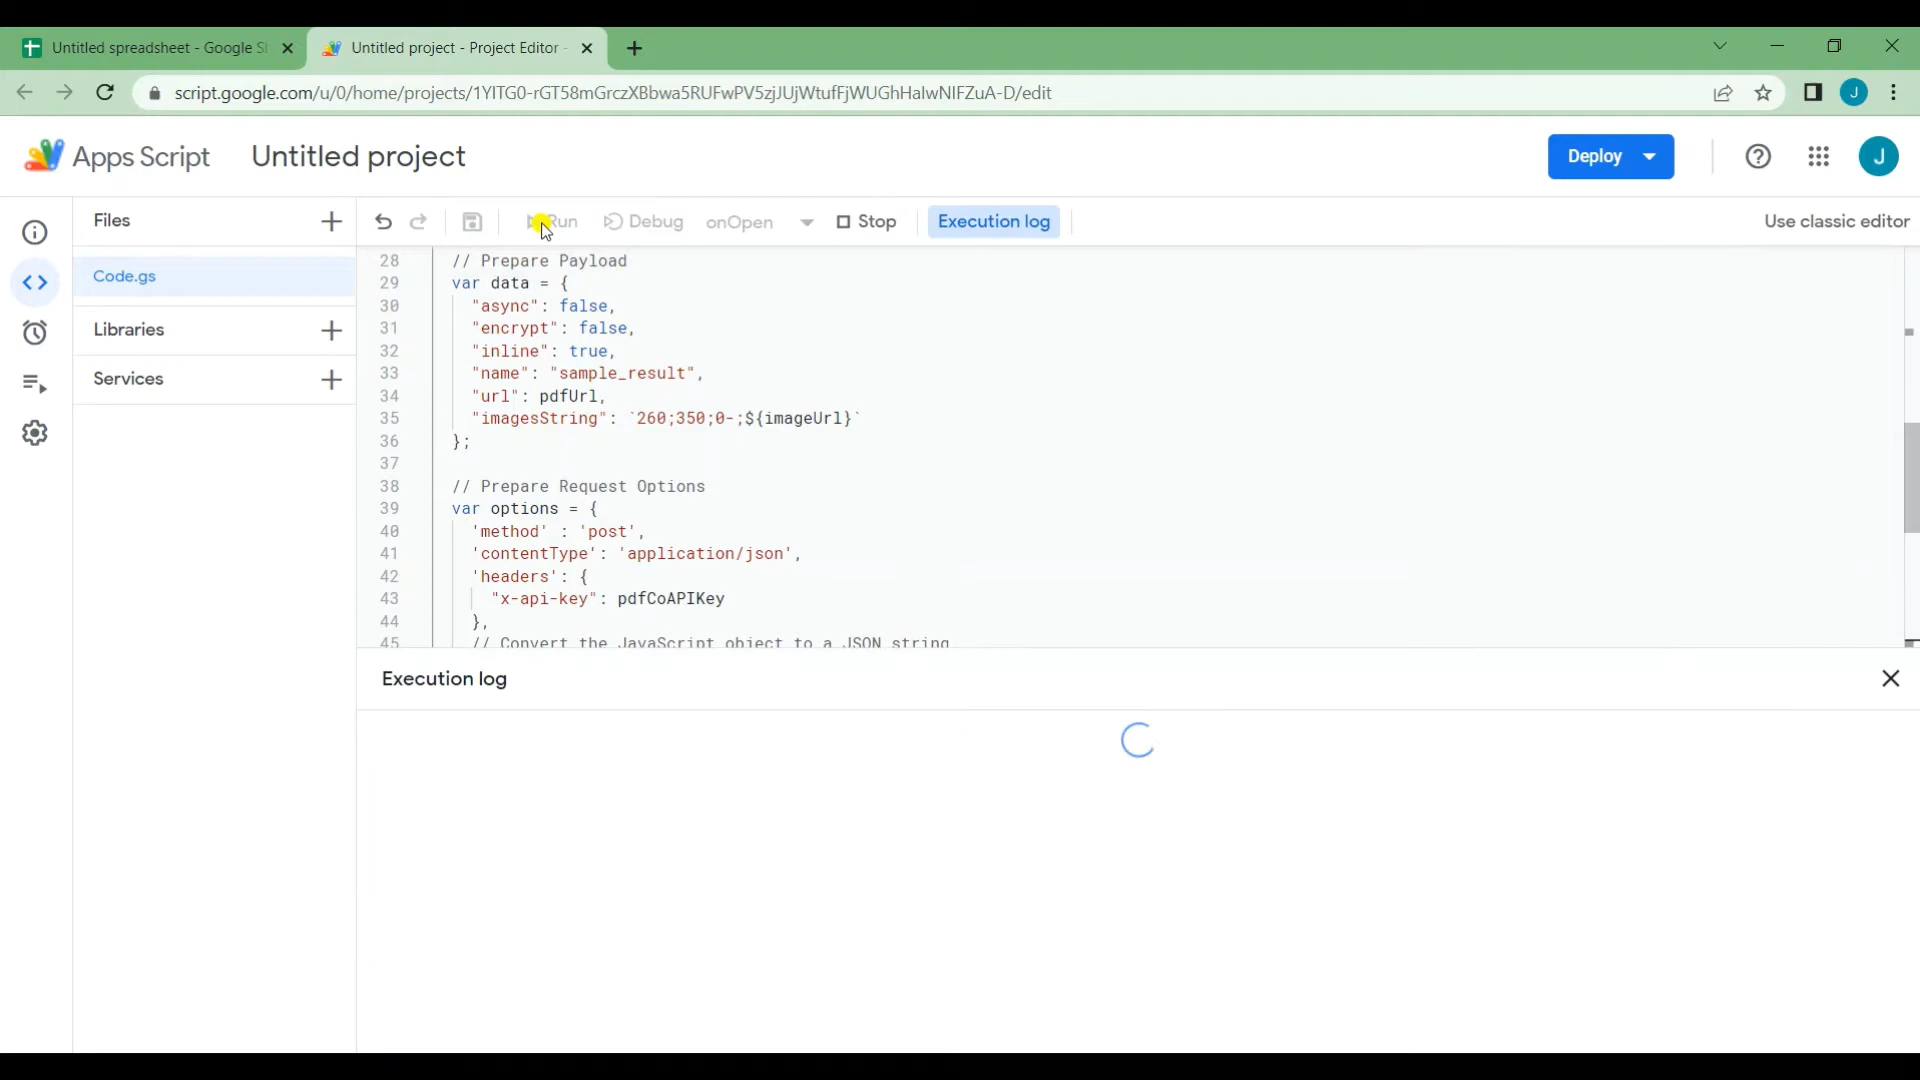 Untitled spreadsheet - Google S
Untitled project - Project Editor -
script.google.com/u/0/home/projects/1YlTG0-rGT58mGrczXBbwa5RUFwPV5zjJUjWtufFjWUGhHalwNIFZuA-D/edit
J
Apps Script
Untitled project
Deploy
J
Files
Run
Debug
onOpen
Stop
Execution log
Use classic editor
Code.gs
Libraries
Services
28 // Prepare Payload
29 var data = {
30 "async": false,
31 "encrypt": false,
32 "inline": true,
33 "name": "sample_result",
34 "url": pdfUrl,
35 "imagesString": `260;350;0-;${imageUrl}`
36 };
37
38 // Prepare Request Options
39 var options = {
40 'method' : 'post',
41 'contentType': 'application/json',
42 'headers': {
43 "x-api-key": pdfCoAPIKey
44 },
45 // Convert the JavaScript object to a JSON string
Execution log